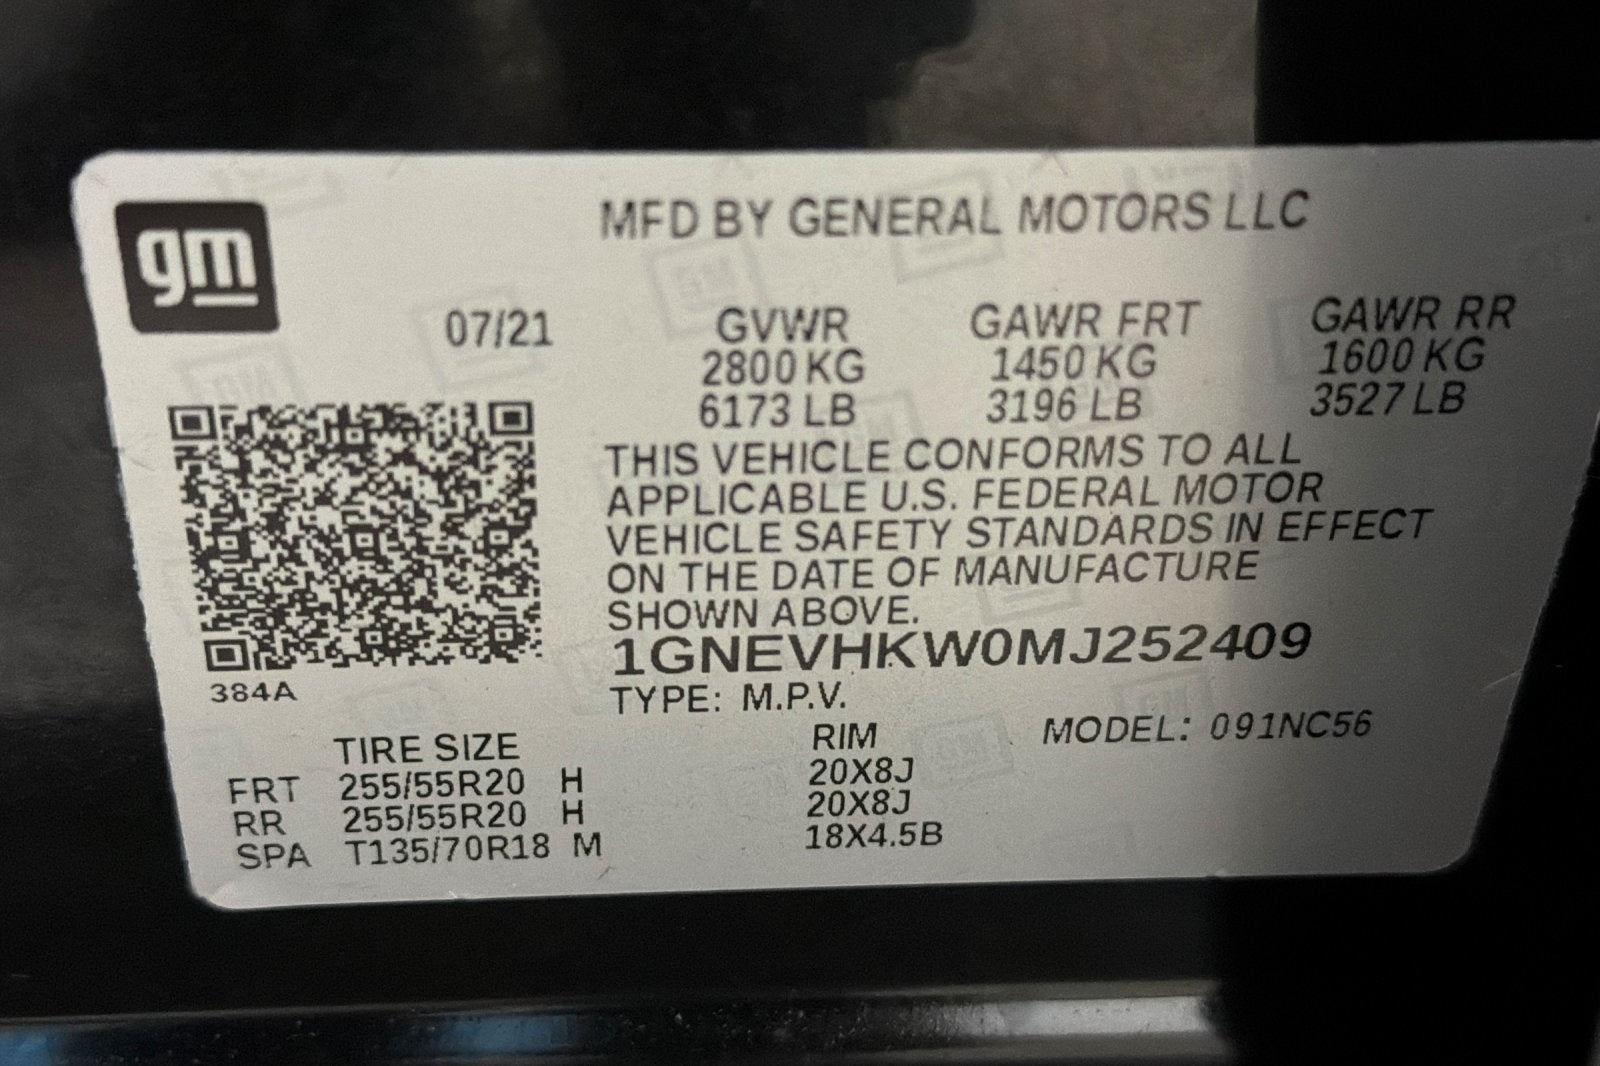 gm
MFD BY GENERAL MOTORS LLC
07/21 GVWR GAWR FRT GAWR RR
2800 KG 1450 KG 1600 KG
6173 LB 3196 LB 3527 LB
THIS VEHICLE CONFORMS TO ALL
APPLICABLE U.S. FEDERAL MOTOR
VEHICLE SAFETY STANDARDS IN EFFECT
ON THE DATE OF MANUFACTURE
SHOWN ABOVE.
1GNEVHKW0MJ252409
384A
TYPE: M.P.V.
TIRE SIZE RIM MODEL: 091NC56
FRT 255/55R20 H 20X8J
RR 255/55R20 H 20X8J
SPA T135/70R18 M 18X4.5B